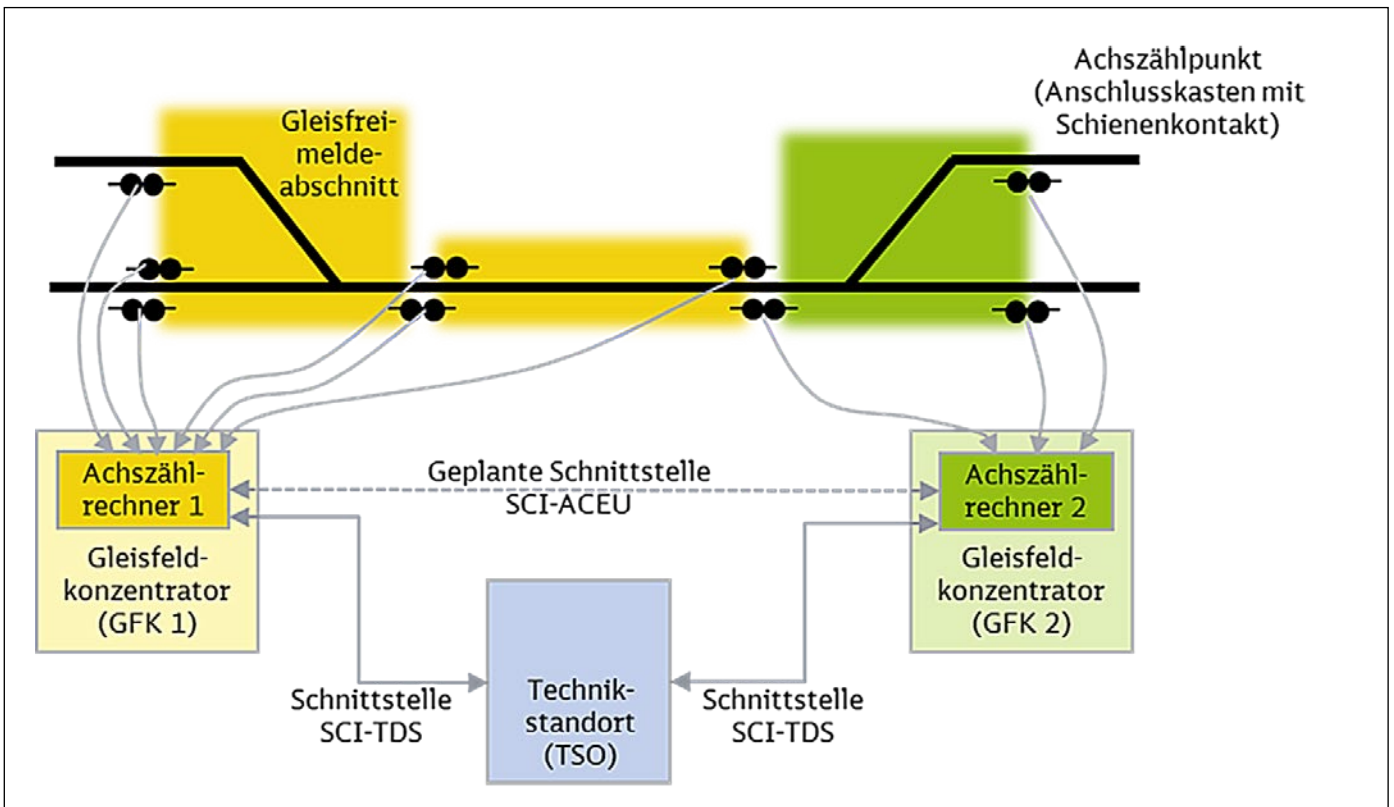 Achszählpunkt
(Anschlusskasten mit
Schienenkontakt)
Gleisfrei-
melde-
abschnitt
Achszähl-
rechner 1
Gleisfeld-
konzentrator
(GFK 1)
Geplante Schnittstelle
SCI-ACEU
Achszähl-
rechner 2
Gleisfeld-
konzentrator
(GFK 2)
Schnittstelle
SCI-TDS
Technik-
standort
(TSO)
Schnittstelle
SCI-TDS